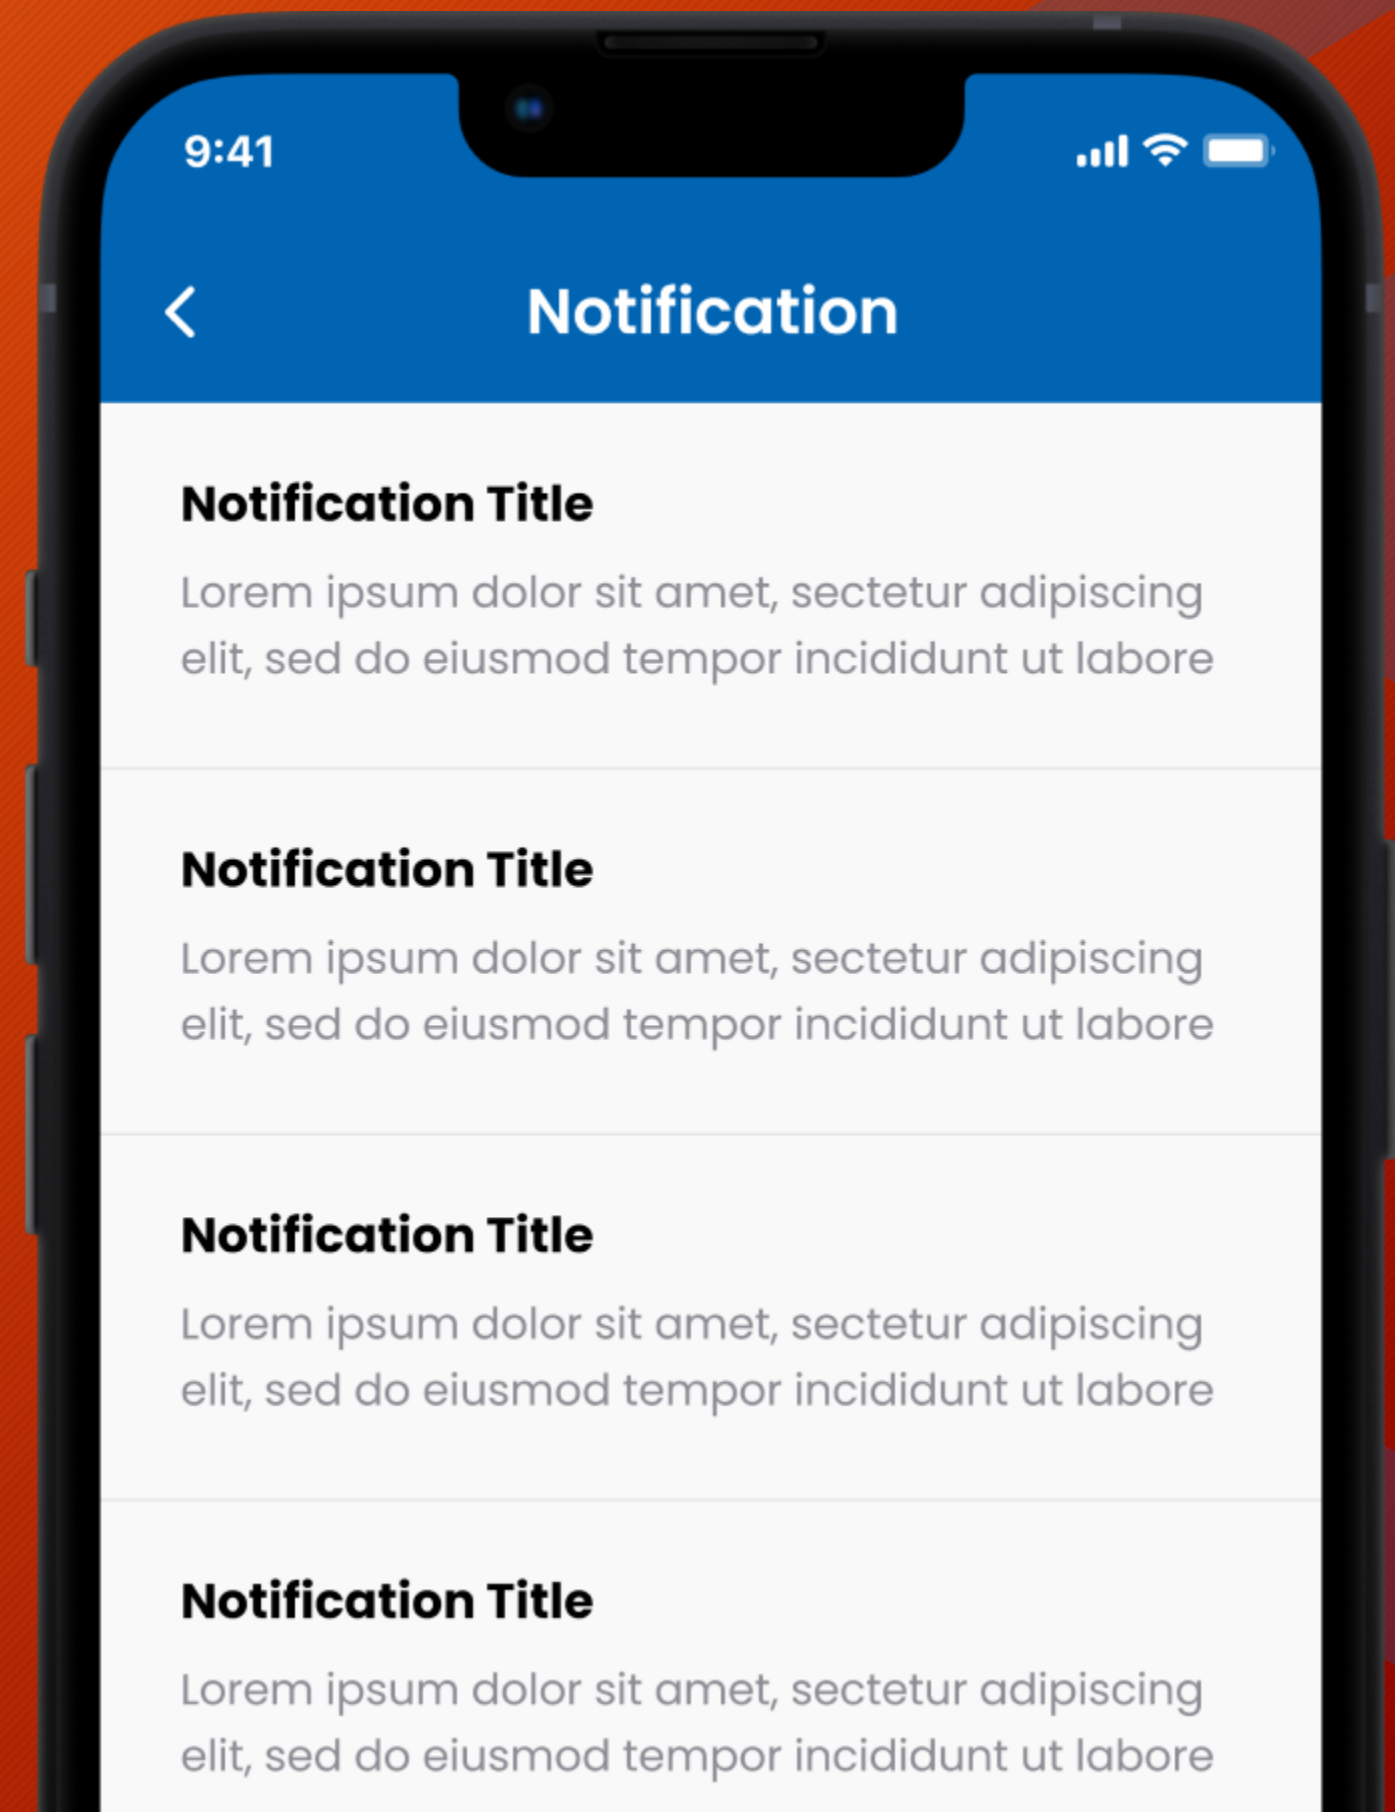 9:41
Notification
Notification Title
Lorem ipsum dolor sit amet, sectetur adipiscing
elit, sed do eiusmod tempor incididunt ut labore
Notification Title
Lorem ipsum dolor sit amet, sectetur adipiscing
elit, sed do eiusmod tempor incididunt ut labore
Notification Title
Lorem ipsum dolor sit amet, sectetur adipiscing
elit, sed do eiusmod tempor incididunt ut labore
Notification Title
Lorem ipsum dolor sit amet, sectetur adipiscing
elit, sed do eiusmod tempor incididunt ut labore